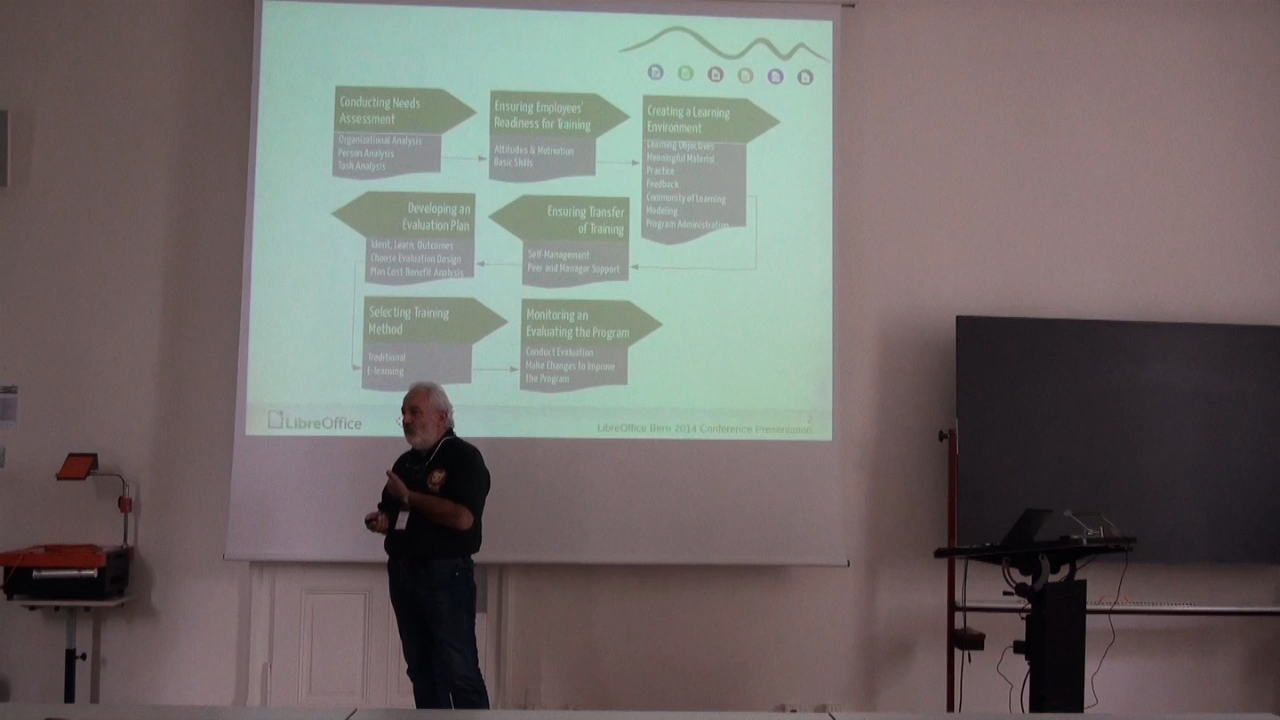 Conducting Needs
Assessment
Organizational Analysis
Person Analysis
Task Analysis
Ensuring Employees'
Readiness for Training
Attitudes & Motivation
Basic Skills
Creating a Learning
Environment
Learning Objectives
Meaningful Material
Practice
Feedback
Community of Learning
Modeling
Program Administration
Ensuring Transfer
of Training
Self-Management
Peer and Manager Support
Developing an
Evaluation Plan
Ident, Learn, Outcomes
Choose Evaluation Design
Plan Cost-Benefit Analysis
Selecting Training
Method
Traditional
E-learning
Monitoring an
Evaluating the Program
Conduct Evaluation
Make Changes to Improve
the Program
LibreOffice
2
LibreOffice Bern 2014 Conference Presentation